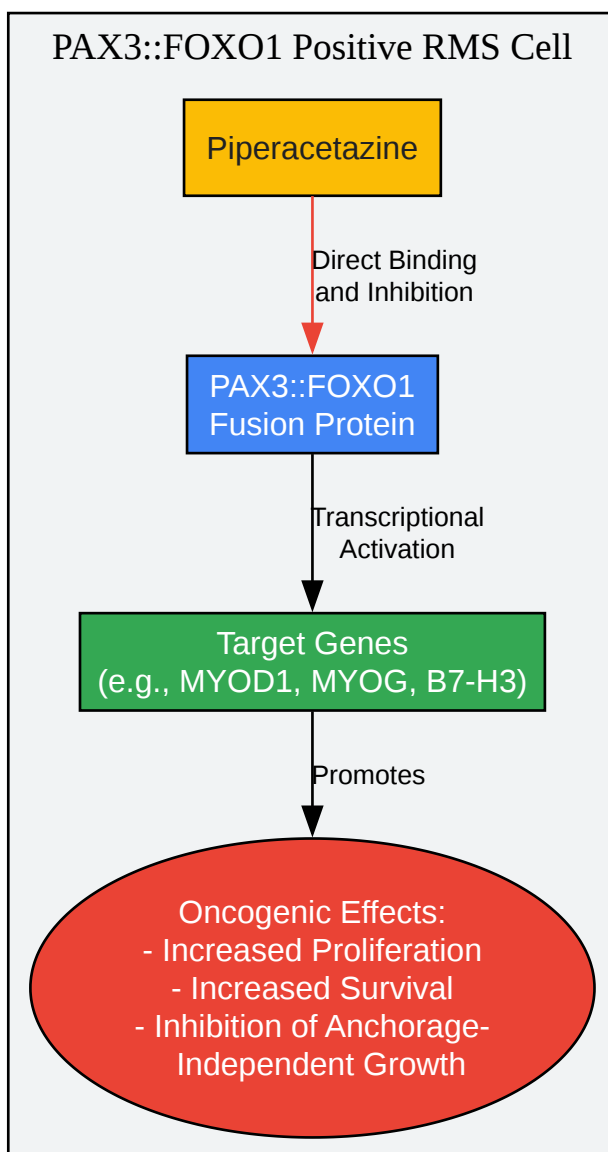 PAX3::FOXO1 Positive RMS Cell
Piperacetazine
Direct Binding
and Inhibition
PAX3::FOXO1
Fusion Protein
Transcriptional
Activation
Target Genes
(e.g., MYOD1, MYOG, B7-H3)
Promotes
Oncogenic Effects:
- Increased Proliferation
- Increased Survival
- Inhibition of Anchorage-
Independent Growth